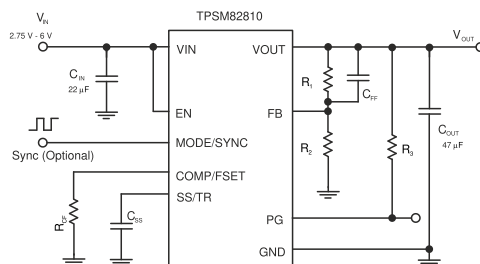 TPSM82810
VIN
2.75 V - 6 V
VIN
VOUT
VOUT
CIN
22 μF
R1
CFF
EN
FB
COUT
47 μF
MODE/SYNC
Sync (Optional)
R2
R3
COMP/FSET
SS/TR
RCF
CSS
PG
GND